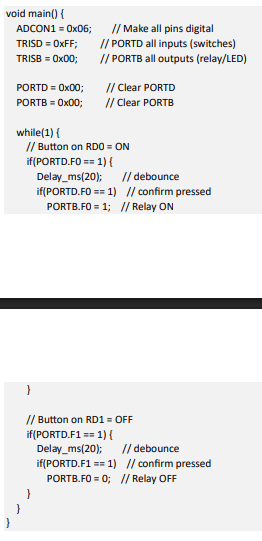 void main() {
ADCON1 = 0x06; // Make all pins digital
TRISD = 0xFF; // PORTD all inputs (switches)
TRISB = 0x00; // PORTB all outputs (relay/LED)
PORTD = 0x00; // Clear PORTD
PORTB = 0x00; // Clear PORTB
while(1) {
// Button on RD0 = ON
if(PORTD.F0 == 1) {
Delay_ms(20); // debounce
if(PORTD.F0 == 1) // confirm pressed
PORTB.F0 = 1; // Relay ON
}
// Button on RD1 = OFF
if(PORTD.F1 == 1) {
Delay_ms(20); // debounce
if(PORTD.F1 == 1) // confirm pressed
PORTB.F0 = 0; // Relay OFF
}
}
}